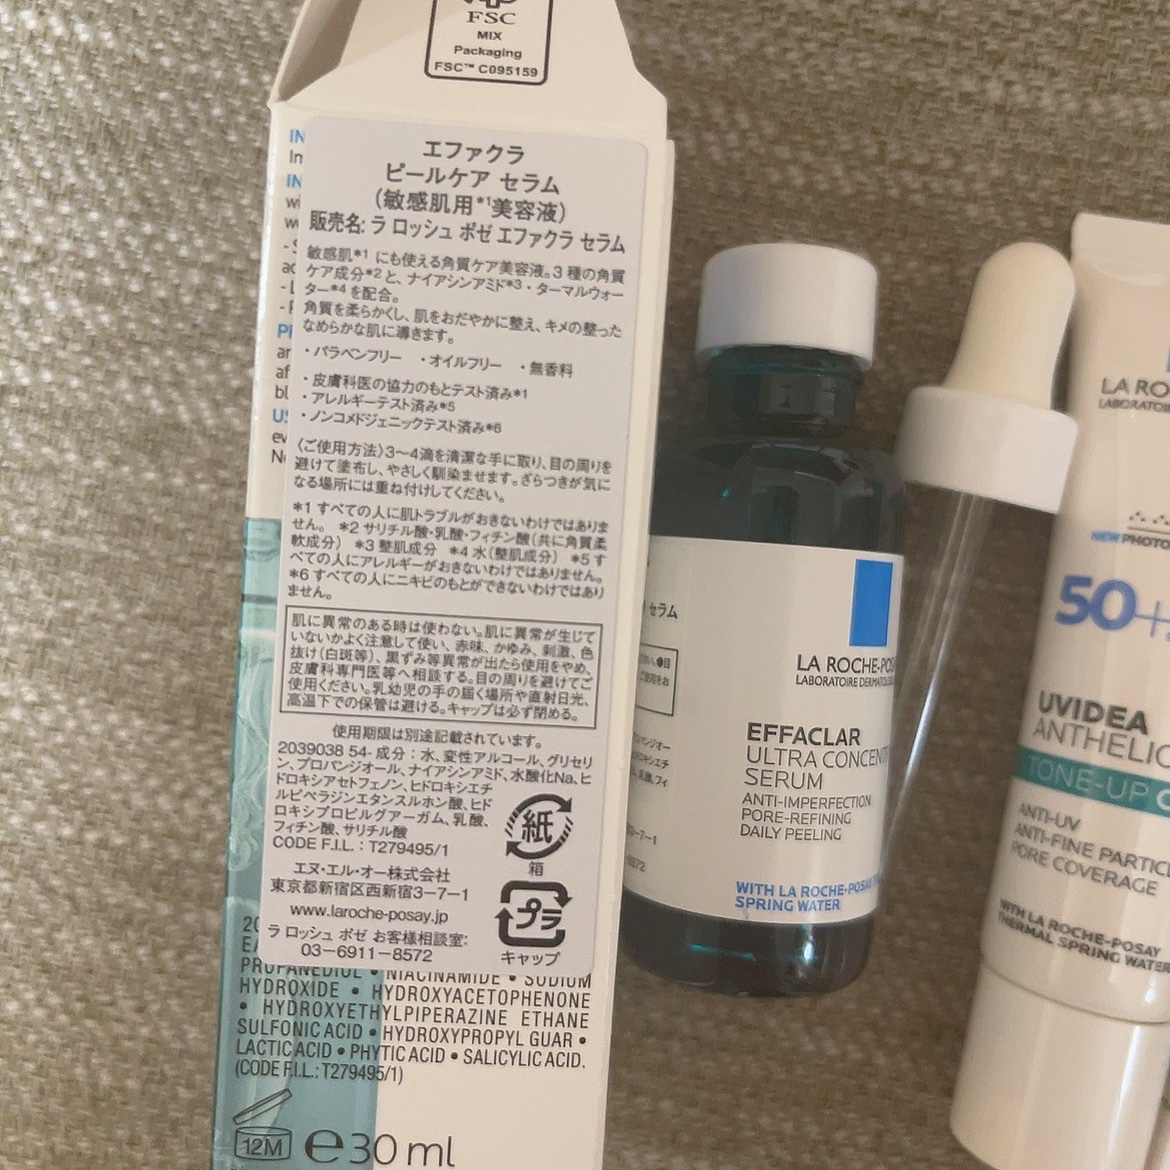 FSC
MIX
Packaging
FSC™ C095159
エファクラ
ピールケア セラム
(敏感肌用*1美容液)
販売名: ラ ロッシュ ポゼ エファクラ セラム
敏感肌*1 にも使える角質ケア美容液。3 種の角質
ケア成分*2と、ナイアシンアミド*3・ターマルウォー
ター*4 を配合。
角質を柔らかくし、肌をおだやかに整え、キメの整った
なめらかな肌に導きます。
・パラベンフリー ・オイルフリー ・無香料
・皮膚科医の協力のもとテスト済み*1
・アレルギーテスト済み*5
・ノンコメドジェニックテスト済み*6
〈ご使用方法〉3~4滴を清潔な手に取り、目の周りを
避けて塗布し、やさしく馴染ませます。ざらつきが気に
なる場所には重ね付けしてください。
*1 すべての人に肌トラブルがおきないわけではありま
せん。 *2 サリチル酸・乳酸・フィチン酸(共に角質柔
軟成分) *3 整肌成分 *4 水(整肌成分) *5 す
べての人にアレルギーがおきないわけではありません。
*6 すべての人にニキビのもとができないわけではあり
ません。
肌に異常のある時は使わない。肌に異常が生じて
いないかよく注意して使い、赤味、かゆみ、刺激、色
抜け(白斑等)、黒ずみ等異常が出たら使用をやめ、
皮膚科専門医等へ相談する。目の周りを避けてご
使用ください。乳幼児の手の届く場所や直射日光、
高温下での保管は避ける。キャップは必ず閉める。
使用期限は別途記載されています。
2039038 54- 成分 : 水、変性アルコール、グリセリ
ン、プロパンジオール、ナイアシンアミド、水酸化Na、ヒ
ドロキシアセトフェノン、ヒドロキシエチ
ルピペラジンエタンスルホン酸、ヒド
ロキシプロピルグアーガム、乳酸、
フィチン酸、サリチル酸
CODE F.I.L. : T279495/1
紙
箱
エヌ・エル・オー株式会社
東京都新宿区西新宿3-7-1
www.laroche-posay.jp
ラ ロッシュ ポゼ お客様相談室:
03-6911-8572
プラ
キャップ
PROPANEDIOL • NIACINAMIDE • SODIUM
HYDROXIDE • HYDROXYACETOPHENONE
• HYDROXYETHYLPIPERAZINE ETHANE
SULFONIC ACID • HYDROXYPROPYL GUAR •
LACTIC ACID • PHYTIC ACID • SALICYLIC ACID.
(CODE F.I.L.: T279495/1)
12M
e30 ml
セラム
LA ROCHE-POSA
LABORATOIRE DERMATOLO
EFFACLAR
ULTRA CONCENT
SERUM
ANTI-IMPERFECTION
PORE-REFINING
DAILY PEELING
WITH LA ROCHE-POSAY
SPRING WATER
LA RO
LABORATO
NEW PHOTO
50+
UVIDEA
ANTHELIO
TONE-UP
ANTI-UV
ANTI-FINE PARTIC
PORE COVERAGE
WITH LA ROCHE-POSAY
THERMAL SPRING WATER